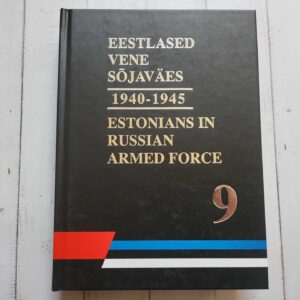 EESTLASED
VENE
SÕJAVÄES
1940-1945
ESTONIANS IN
RUSSIAN
ARMED FORCE
9